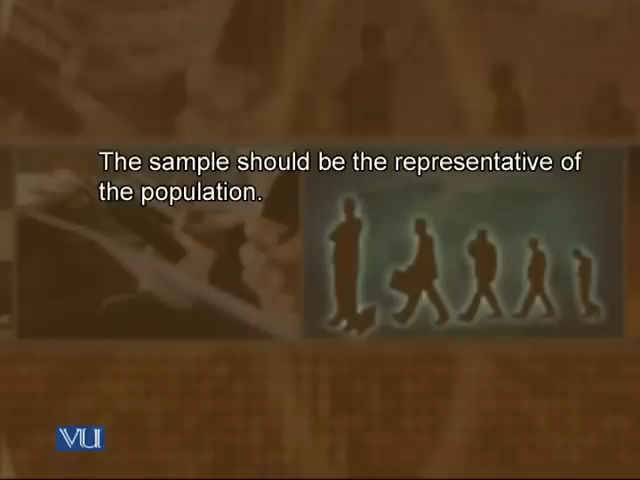 The sample should be the representative of
the population.
VU